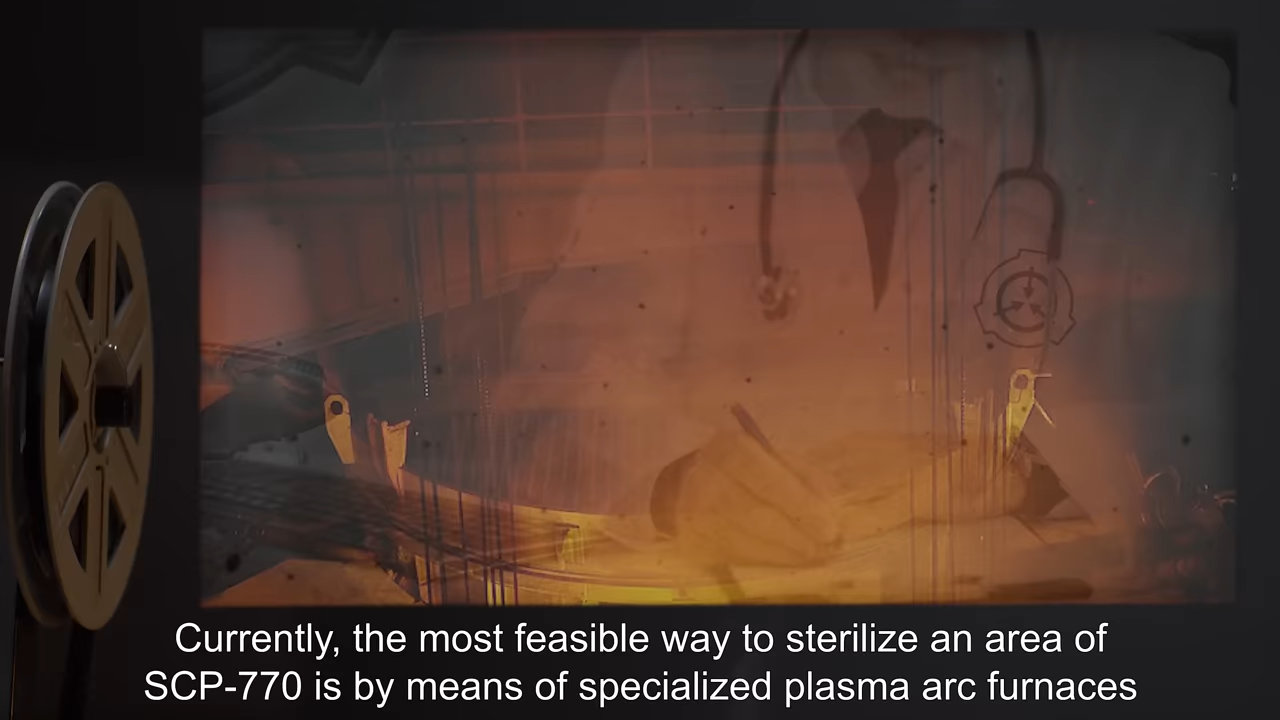 Currently, the most feasible way to sterilize an area of
SCP-770 is by means of specialized plasma arc furnaces